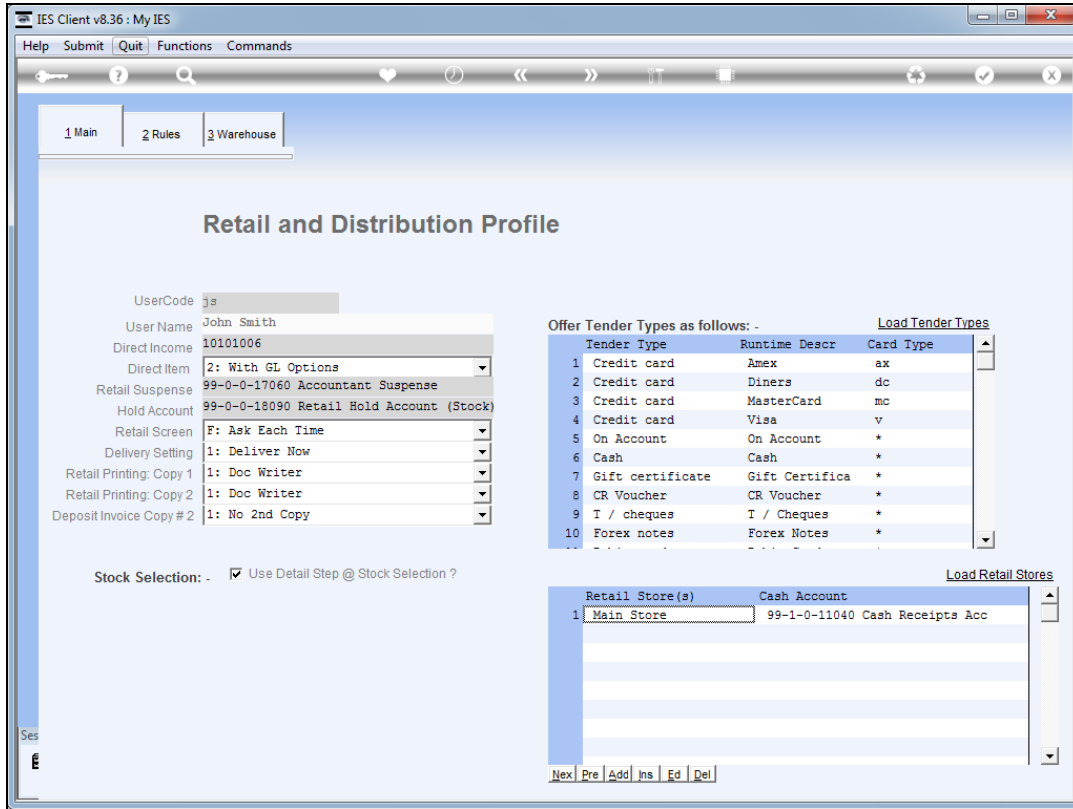 IES Client v8.36 : My IES
Help Submit Quit Functions Commands
1 Main
2 Rules
3 Warehouse
Retail and Distribution Profile
UserCode js
User Name John Smith
Direct Income 10101006
Direct Item 2: With GL Options
Retail Suspense 99-0-0-17060 Accountant Suspense
Hold Account 99-0-0-18090 Retail Hold Account (Stock)
Retail Screen F: Ask Each Time
Delivery Setting 1: Deliver Now
Retail Printing: Copy 1 1: Doc Writer
Retail Printing: Copy 2 1: Doc Writer
Deposit Invoice Copy # 2 1: No 2nd Copy
Stock Selection: - Use Detail Step @ Stock Selection ?
Offer Tender Types as follows: - Load Tender Types
Tender Type Runtime Descr Card Type
1 Credit card Amex ax
2 Credit card Diners dc
3 Credit card MasterCard mc
4 Credit card Visa v
5 On Account On Account *
6 Cash Cash *
7 Gift certificate Gift Certifica *
8 CR Voucher CR Voucher *
9 T / cheques T / Cheques *
10 Forex notes Forex Notes *
Load Retail Stores
Retail Store(s) Cash Account
1 Main Store 99-1-0-11040 Cash Receipts Acc
Nex Pre Add Ins Ed Del
Ses